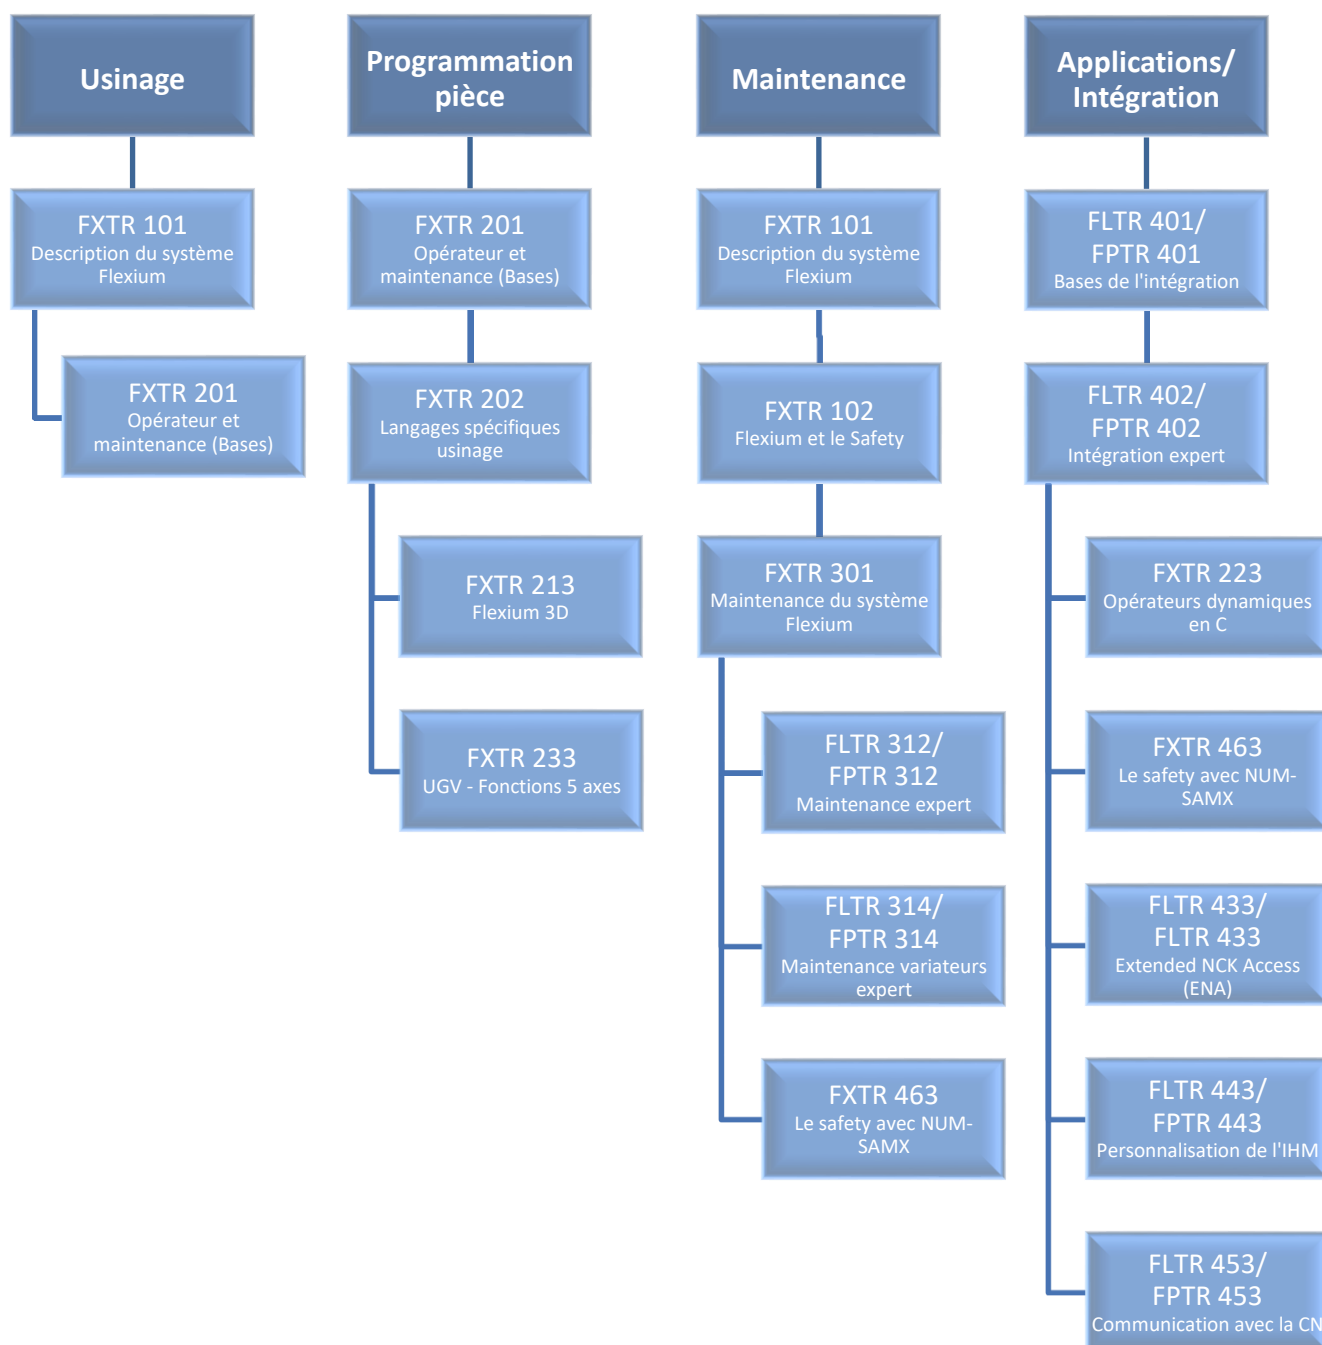 Usinage
FXTR 101
Description du système
Flexium
FXTR 201
Opérateur et
maintenance (Bases)
Programmation
pièce
FXTR 201
Opérateur et
maintenance (Bases)
FXTR 202
Langages spécifiques
usinage
FXTR 213
Flexium 3D
FXTR 233
UGV - Fonctions 5 axes
Maintenance
FXTR 101
Description du système
Flexium
FXTR 102
Flexium et le Safety
FXTR 301
Maintenance du système
Flexium
FLTR 312/
FPTR 312
Maintenance expert
FLTR 314/
FPTR 314
Maintenance variateurs
expert
FXTR 463
Le safety avec NUM-
SAMX
Applications/
Intégration
FLTR 401/
FPTR 401
Bases de l'intégration
FLTR 402/
FPTR 402
Intégration expert
FXTR 223
Opérateurs dynamiques
en C
FXTR 463
Le safety avec NUM-
SAMX
FLTR 433/
FLTR 433
Extended NCK Access
(ENA)
FLTR 443/
FPTR 443
Personnalisation de l'IHM
FLTR 453/
FPTR 453
Communication avec la CN